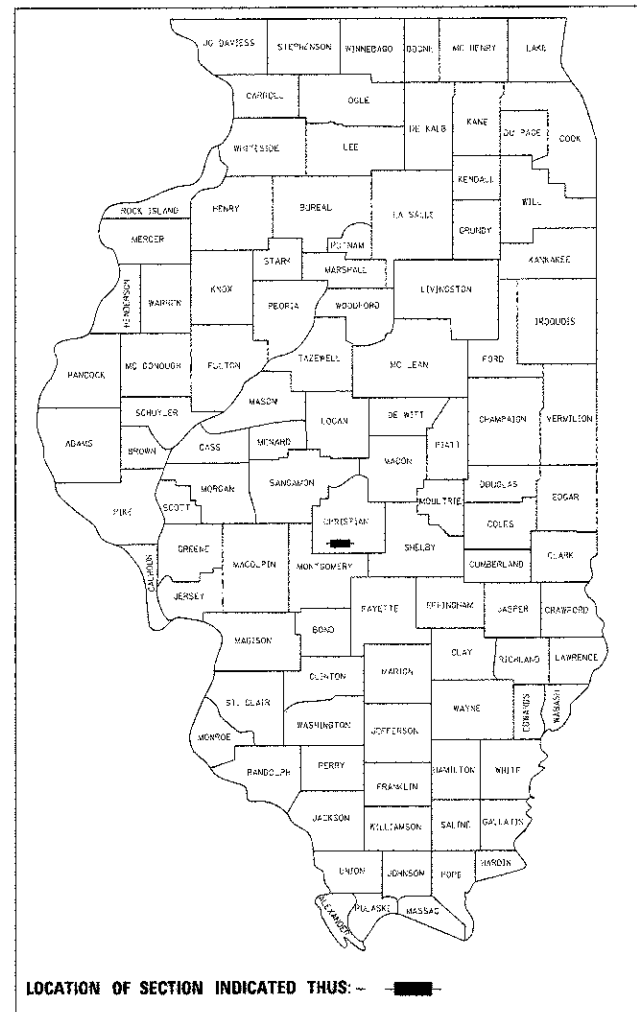 JO DAVIESS STEPHENSON WINNEBAGO BOONE MC HENRY LAKE
CARROLL OGLE DE KALB KANE DU PAGE COOK
WHITESIDE LEE KENDALL WILL
ROCK ISLAND HENRY BUREAU LA SALLE GRUNDY
MERCER PUTNAM KANKAKEE
STARK MARSHALL
HENDERSON WARREN KNOX PEORIA WOODFORD LIVINGSTON IROQUOIS
HANCOCK MC DONOUGH FULTON TAZEWELL MC LEAN FORD
SCHUYLER MASON LOGAN DE WITT CHAMPAIGN VERMILION
ADAMS BROWN CASS MENARD MACON PIATT
PIKE SCOTT MORGAN SANGAMON MOULTRIE DOUGLAS EDGAR
CHRISTIAN COLES
CALHOUN GREENE MACOUPIN MONTGOMERY SHELBY CUMBERLAND CLARK
JERSEY FAYETTE EFFINGHAM JASPER CRAWFORD
MADISON BOND CLAY RICHLAND LAWRENCE
CLINTON MARION
ST. CLAIR WAYNE EDWARDS WABASH
MONROE WASHINGTON JEFFERSON
RANDOLPH PERRY FRANKLIN HAMILTON WHITE
JACKSON WILLIAMSON SALINE GALLATIN
UNION JOHNSON POPE HARDIN
ALEXANDER PULASKI MASSAC
LOCATION OF SECTION INDICATED THUS: -